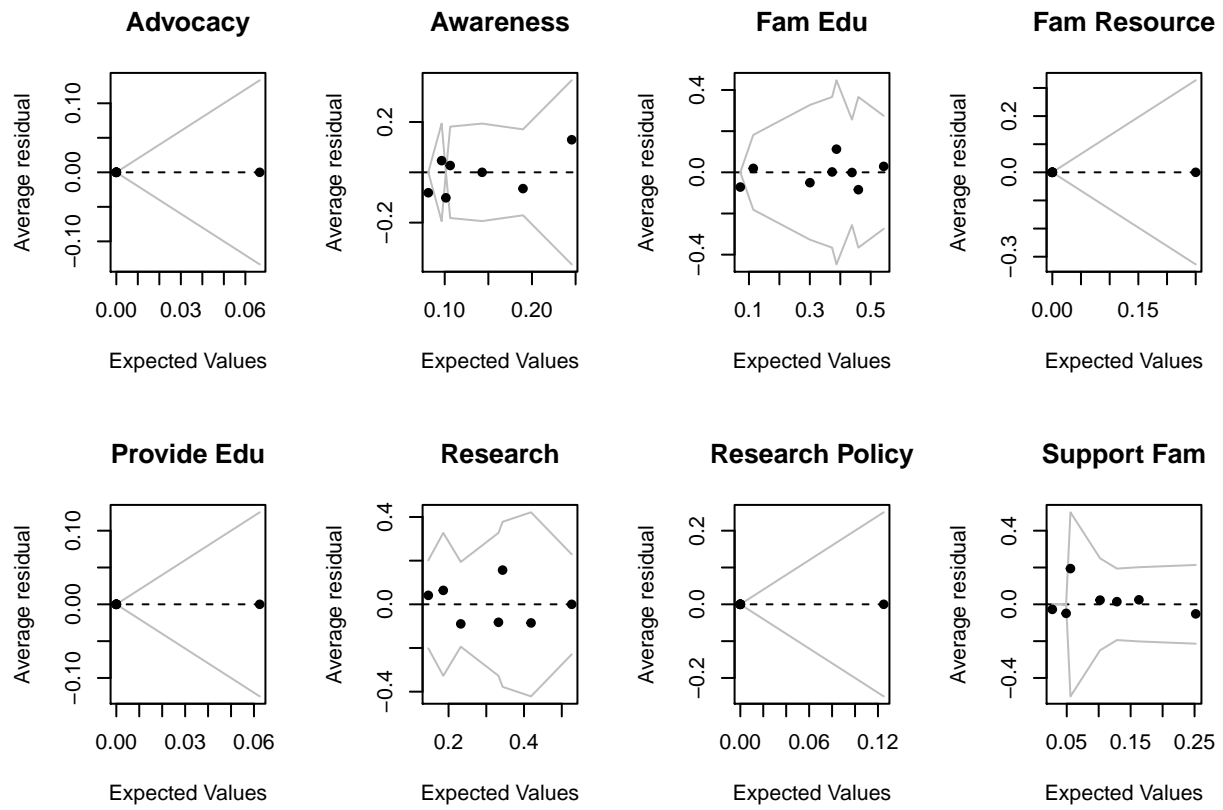 Advocacy
Average residual
−0.10 0.00 0.10
0.00 0.03 0.06
Expected Values
Awareness
Average residual
−0.2 0.2
0.10 0.20
Expected Values
Fam Edu
Average residual
−0.4 0.0 0.4
0.1 0.3 0.5
Expected Values
Fam Resource
Average residual
−0.3 0.0 0.2
0.00 0.15
Expected Values
Provide Edu
Average residual
−0.10 0.00 0.10
0.00 0.03 0.06
Expected Values
Research
Average residual
−0.4 0.0 0.4
0.2 0.4
Expected Values
Research Policy
Average residual
−0.2 0.0 0.2
0.00 0.06 0.12
Expected Values
Support Fam
Average residual
−0.4 0.0 0.4
0.05 0.15 0.25
Expected Values